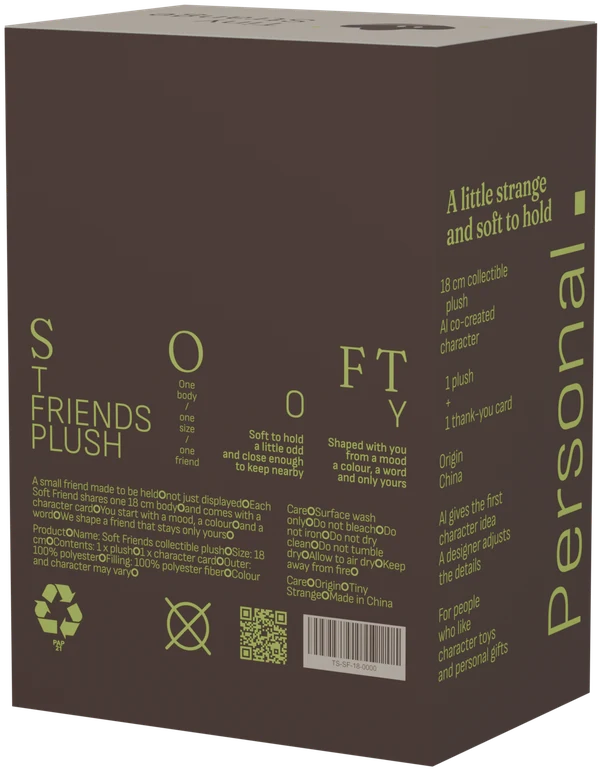 S O FT
T
FRIENDS
PLUSH
One
body
/
one
size
/
one
friend
O
Soft to hold
a little odd
and close enough
to keep nearby
Y
Shaped with you
from a mood
a colour, a word
and only yours
A small friend made to be heldOnot just displayedOEach
Soft Friend shares one 18 cm bodyOand comes with a
character cardOYou start with a mood, a colourOand a
wordOWe shape a friend that stays only yoursO
ProductONname: Soft Friends collectible plushOSize: 18
cmOContents: 1 x plushO1 x character cardOOuter:
100% polyesterOFilling: 100% polyester fiberOColour
and character may varyO
CareOSurface wash
onlyODo not bleachODo
not ironODo not dry
cleanODo not tumble
dryOAllow to air dryOKeep
away from fireO
CareOOriginOTiny
StrangeOMade in China
PAP
21
TS-SF-18-0000
A little strange
and soft to hold
18 cm collectible
plush
AI co-created
character
1 plush
+
1 thank-you card
Origin
China
AI gives the first
character idea
A designer adjusts
the details
For people
who like
character toys
and personal gifts
Personal